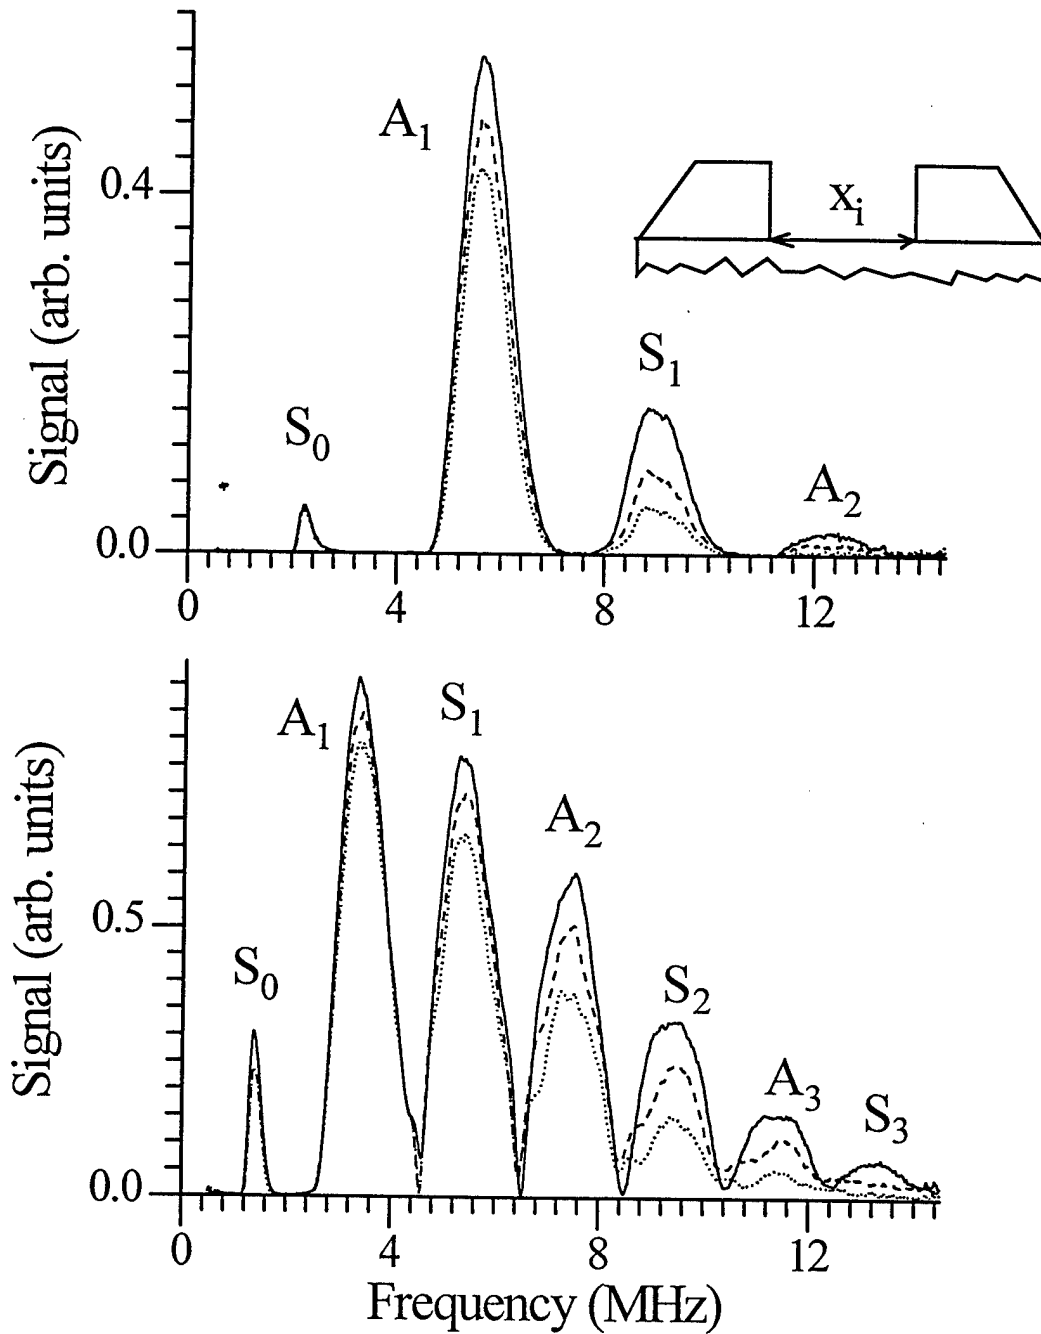 A1
0.4
xi
S1
S0
A2
0.0
0 4 8 12
Signal (arb. units)
A1 S1
A2
0.5
S0 S2
A3
S3
0.0
0 4 8 12
Signal (arb. units)
Frequency (MHz)